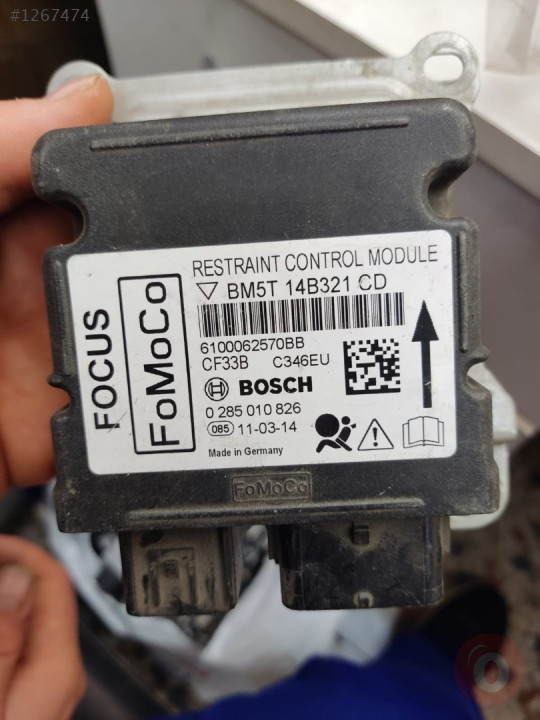 #1267474
RESTRAINT CONTROL MODULE
BM5T 14B321 CD
6100062570BB
CF33B C346EU
BOSCH
0 285 010 826
085 11-03-14
Made in Germany
FOCUS
FoMoCo
FoMoCo